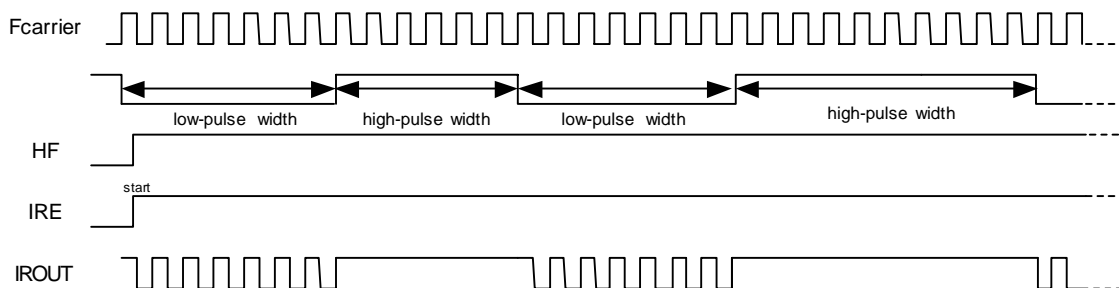 Fcarrier
low-pulse width high-pulse width low-pulse width high-pulse width
HF
start
IRE
IROUT